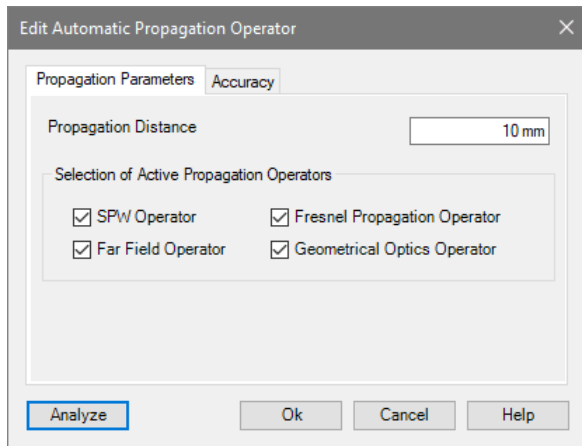 Edit Automatic Propagation Operator
Propagation Parameters Accuracy
Propagation Distance 10 mm
Selection of Active Propagation Operators
SPW Operator Fresnel Propagation Operator
Far Field Operator Geometrical Optics Operator
Analyze Ok Cancel Help